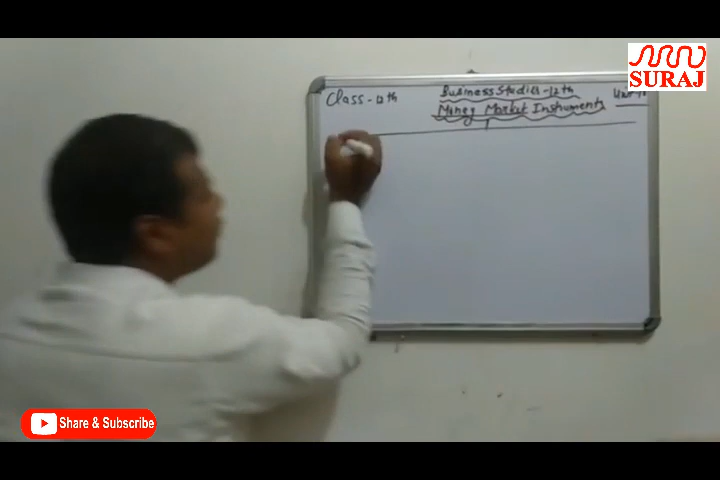 SURAJ
Class - 12th
Business Studies - 12th
Money Market Instruments
Share & Subscribe